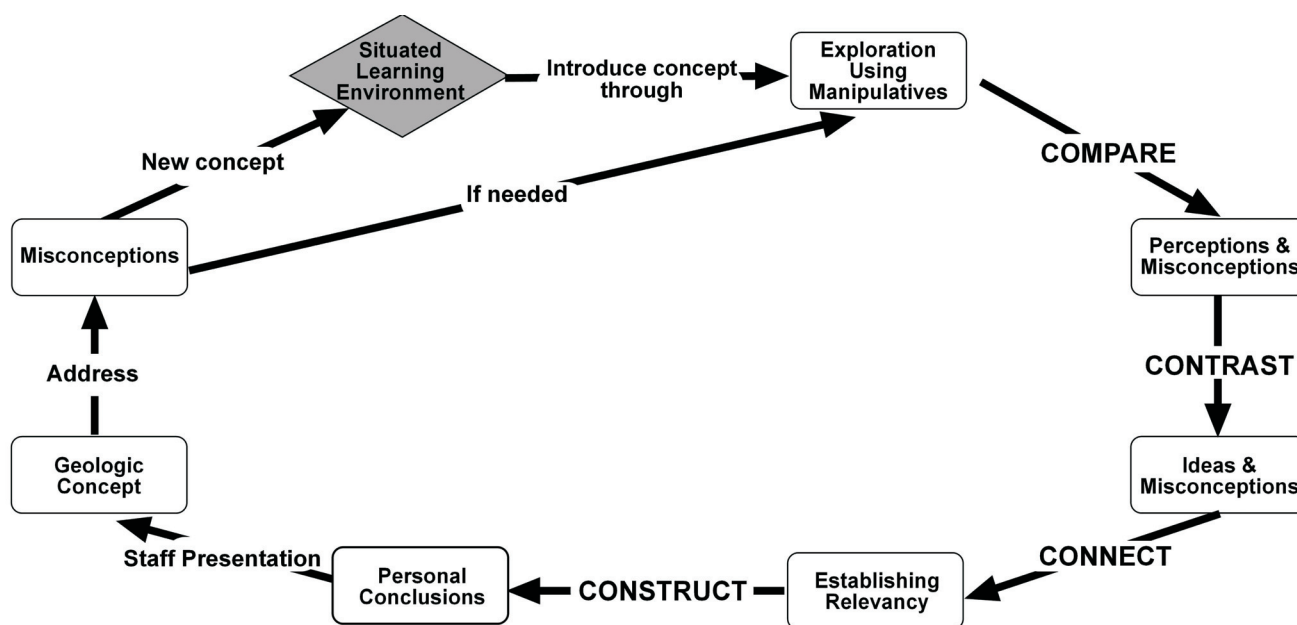 Situated
Learning
Environment
Introduce concept
through
Exploration
Using
Manipulatives
COMPARE
Perceptions &
Misconceptions
CONTRAST
Ideas &
Misconceptions
CONNECT
Establishing
Relevancy
CONSTRUCT
Personal
Conclusions
Staff Presentation
Geologic
Concept
Address
Misconceptions
New concept
If needed